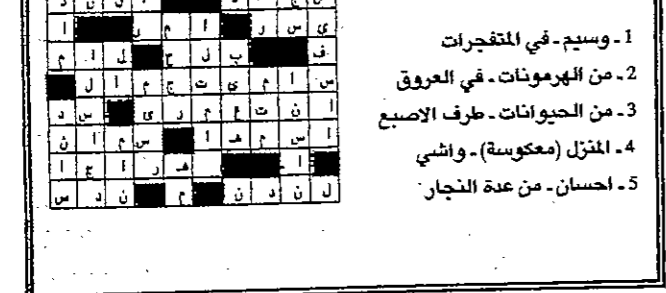 1 ـ وسيم ـ في المتفجرات
2 ـ من الهرمونات ـ في العروق
3 ـ من الحيوانات ـ طرف الاصبع
4 ـ المنزل (معكوسة) ـ واشي
5 ـ احسان ـ من عدة النجار
ي س ر ا م ر ا
ف ب ل ح ل ا م
س ا م ي ت ج م ا ل
ا ن ت ع م ر ي س د
ا س م ه ا س م ا ن
ا ه ر ا ع ا
ل ن د ن م ن د س